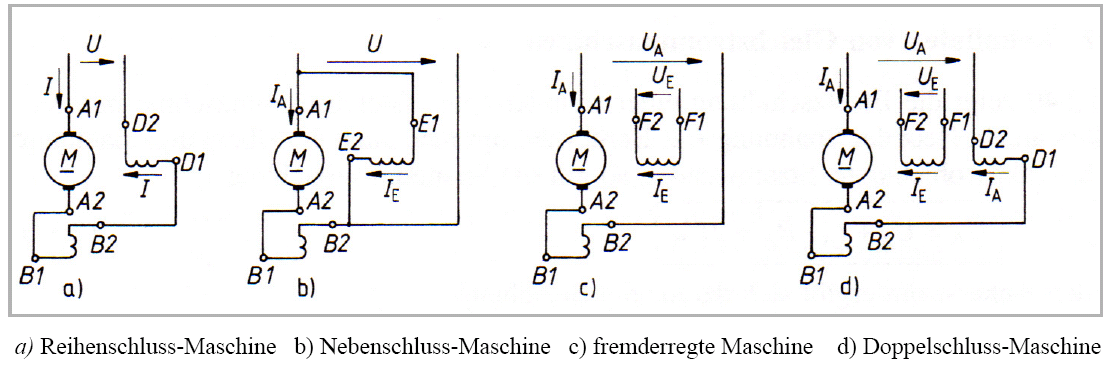 U
I
A1
D2
M
D1
I
A2
B2
B1
a)
U
I_A
A1
E1
E2
M
I_E
A2
B2
B1
b)
U_A
I_A
U_E
A1
F2
F1
M
I_E
A2
B2
B1
c)
U_A
I_A
U_E
A1
F2
F1
D2
M
D1
I_E
I_A
A2
B2
B1
d)
a) Reihenschluss-Maschine b) Nebenschluss-Maschine c) fremderregte Maschine d) Doppelschluss-Maschine